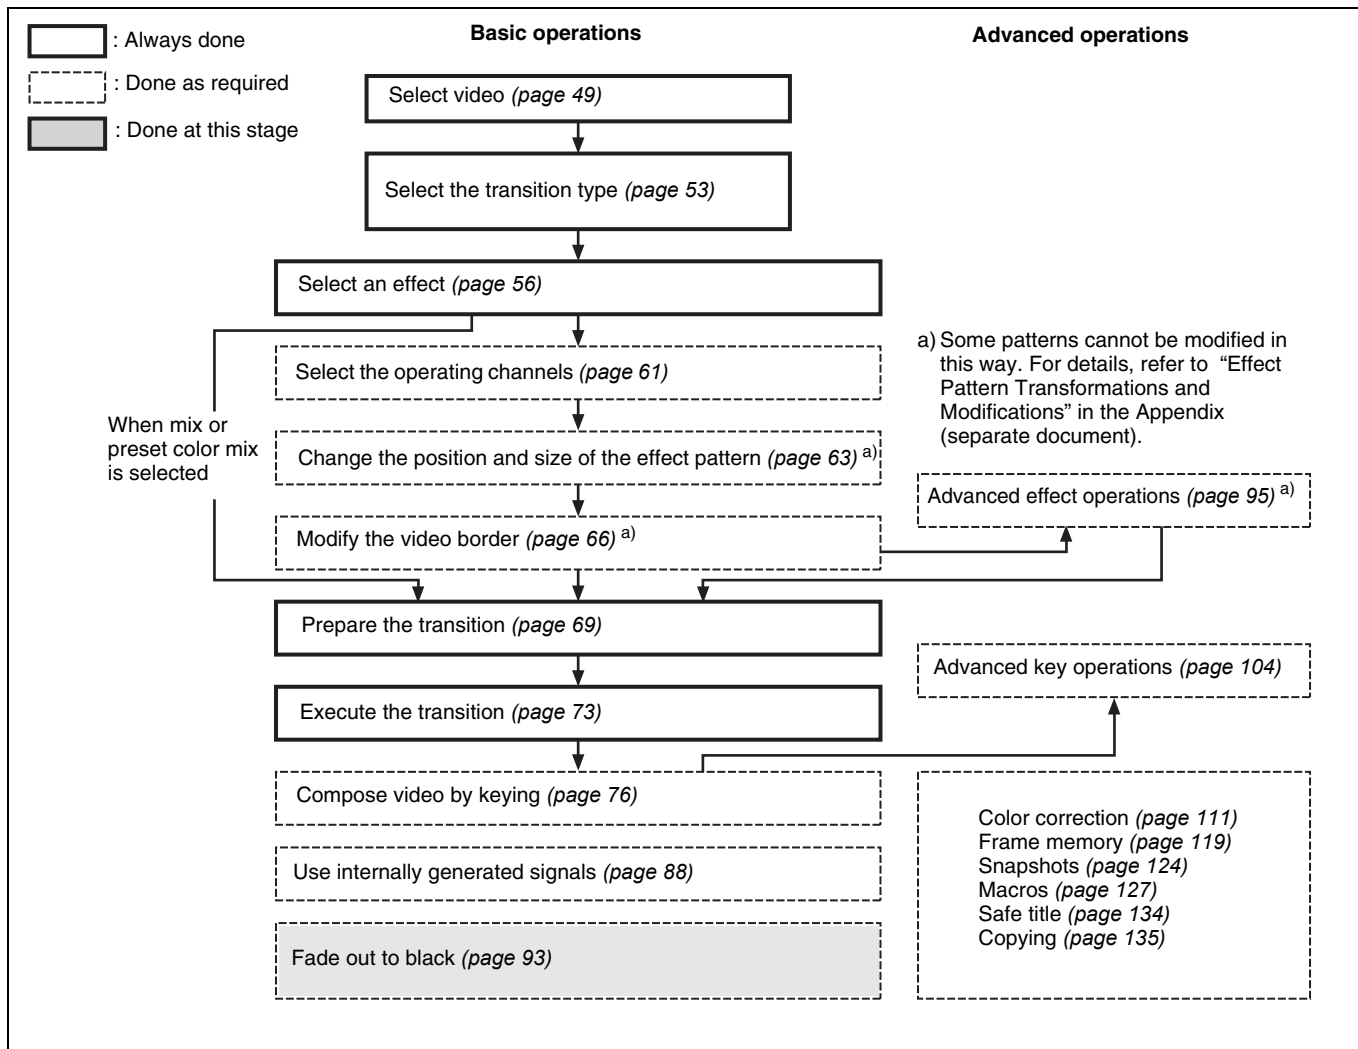 : Always done
: Done as required
: Done at this stage
Basic operations
Advanced operations
Select video (page 49)
Select the transition type (page 53)
Select an effect (page 56)
Select the operating channels (page 61)
When mix or
preset color mix
is selected
Change the position and size of the effect pattern (page 63) a)
Modify the video border (page 66) a)
a) Some patterns cannot be modified in
this way. For details, refer to “Effect
Pattern Transformations and
Modifications” in the Appendix
(separate document).
Advanced effect operations (page 95) a)
Prepare the transition (page 69)
Execute the transition (page 73)
Advanced key operations (page 104)
Compose video by keying (page 76)
Use internally generated signals (page 88)
Fade out to black (page 93)
Color correction (page 111)
Frame memory (page 119)
Snapshots (page 124)
Macros (page 127)
Safe title (page 134)
Copying (page 135)